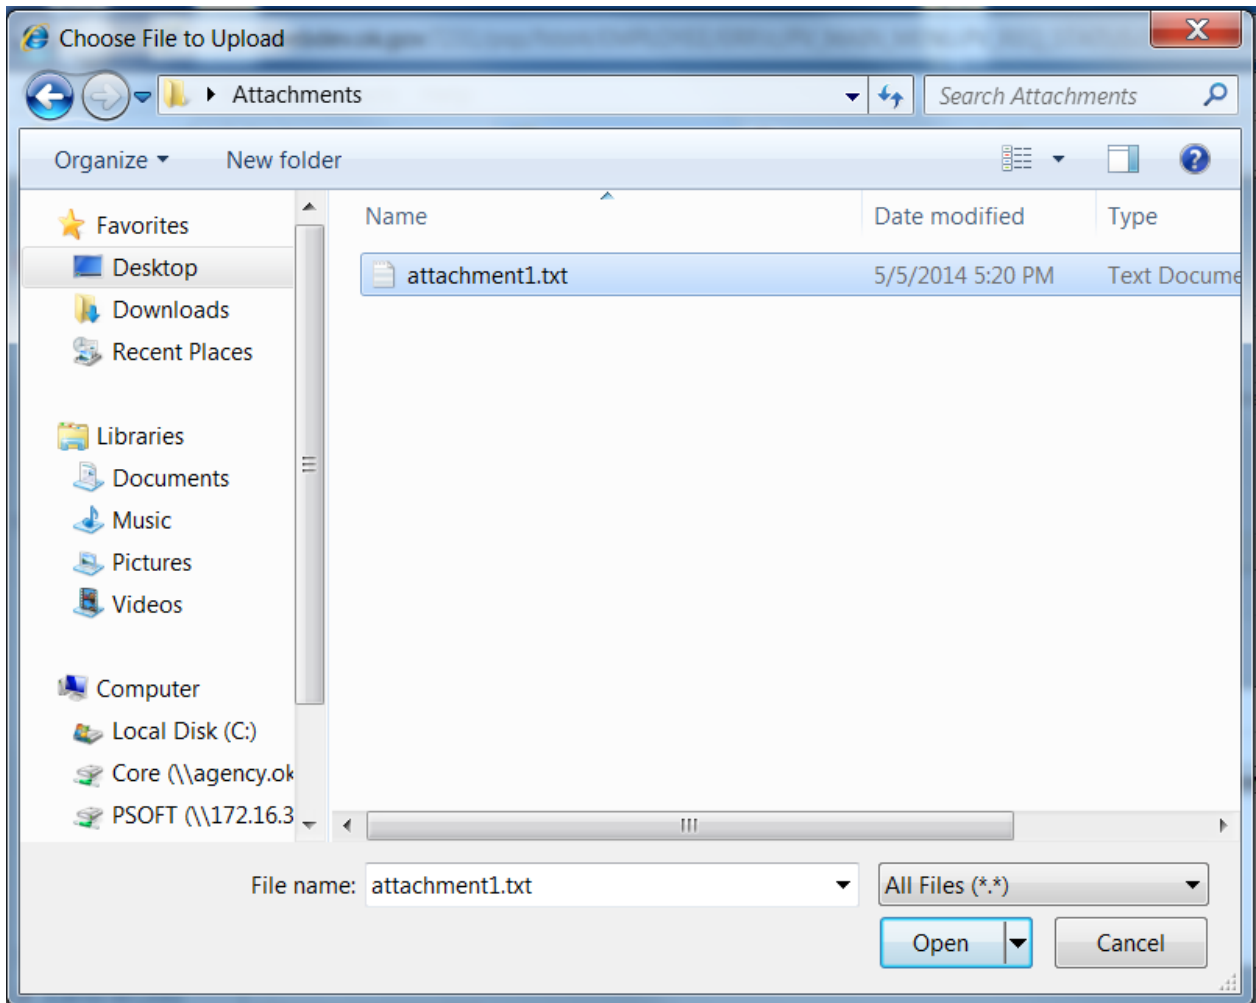 Choose File to Upload
Attachments
Search Attachments
Organize
New folder
Name
Date modified
Type
Favorites
Desktop
Downloads
Recent Places
attachment1.txt
5/5/2014 5:20 PM
Text Docume
Libraries
Documents
Music
Pictures
Videos
Computer
Local Disk (C:)
Core (\\agency.ok
PSOFT (\\172.16.3
File name:
attachment1.txt
All Files (*.*)
Open
Cancel